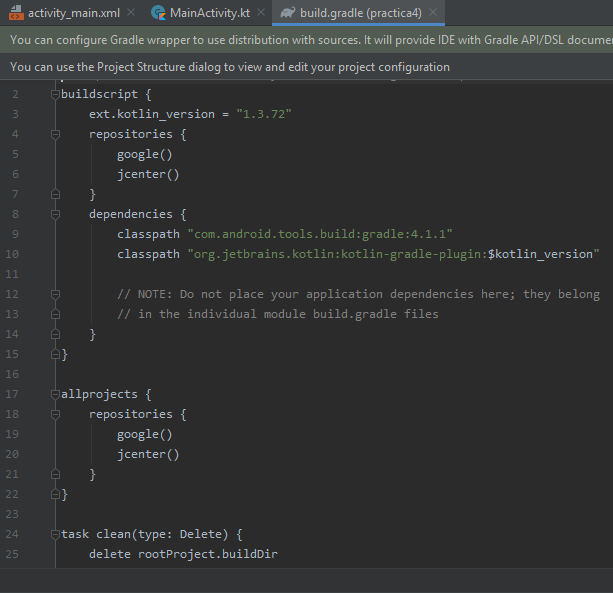 activity_main.xml MainActivity.kt build.gradle (practica4)
You can configure Gradle wrapper to use distribution with sources. It will provide IDE with Gradle API/DSL docume
You can use the Project Structure dialog to view and edit your project configuration
2 buildscript {
3 ext.kotlin_version = "1.3.72"
4 repositories {
5 google()
6 jcenter()
7 }
8 dependencies {
9 classpath "com.android.tools.build:gradle:4.1.1"
10 classpath "org.jetbrains.kotlin:kotlin-gradle-plugin:$kotlin_version"
11
12 // NOTE: Do not place your application dependencies here; they belong
13 // in the individual module build.gradle files
14 }
15 }
16
17 allprojects {
18 repositories {
19 google()
20 jcenter()
21 }
22 }
23
24 task clean(type: Delete) {
25 delete rootProject.buildDir